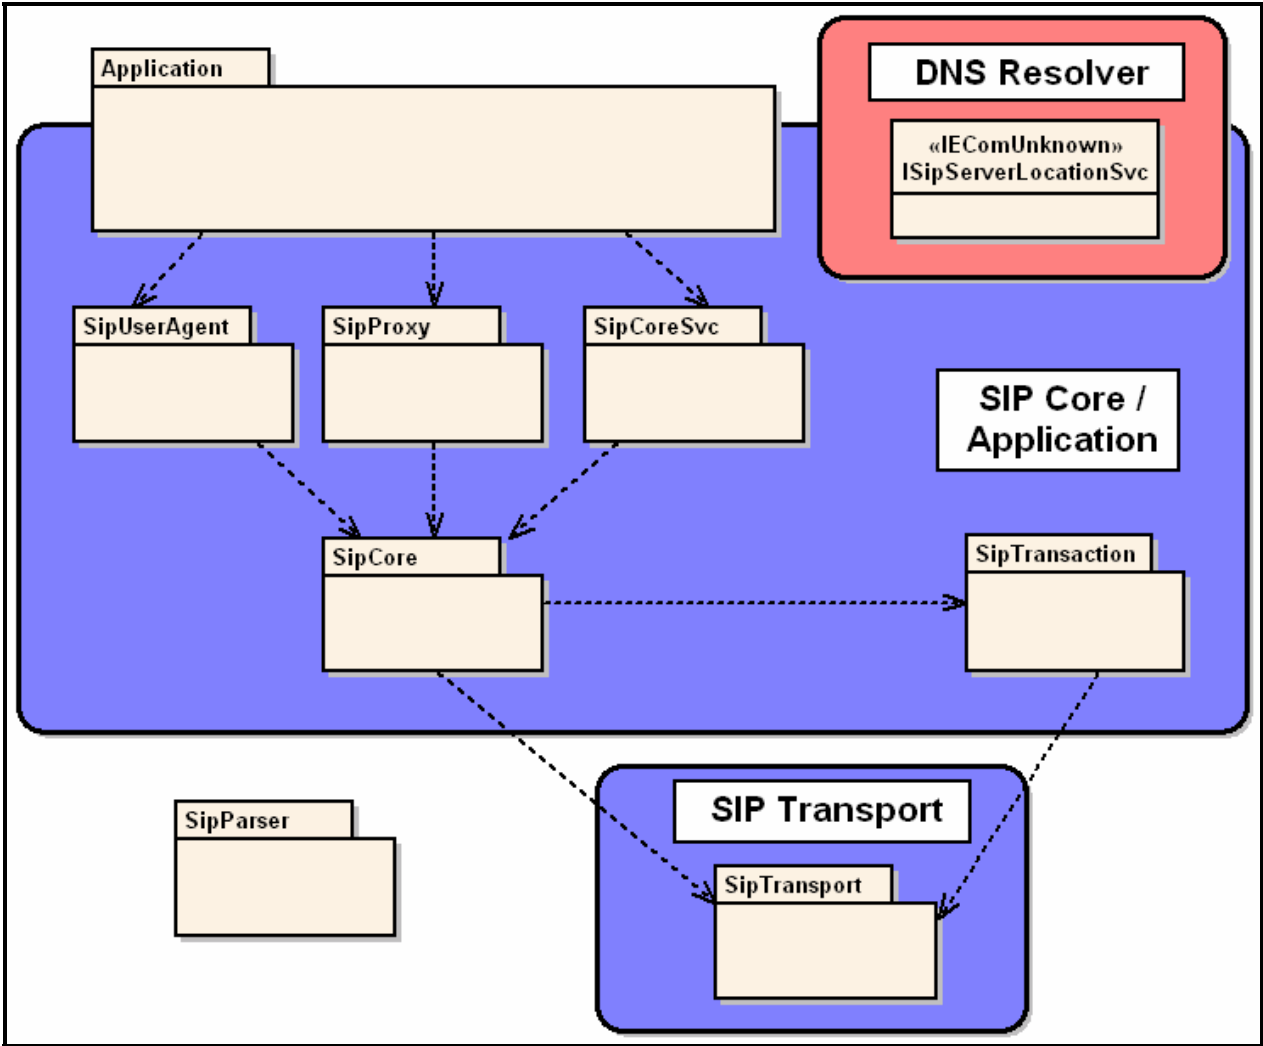 Application
DNS Resolver
«IEComUnknown»
ISipServerLocationSvc
SipUserAgent
SipProxy
SipCoreSvc
SIP Core /
Application
SipCore
SipTransaction
SIP Transport
SipParser
SipTransport